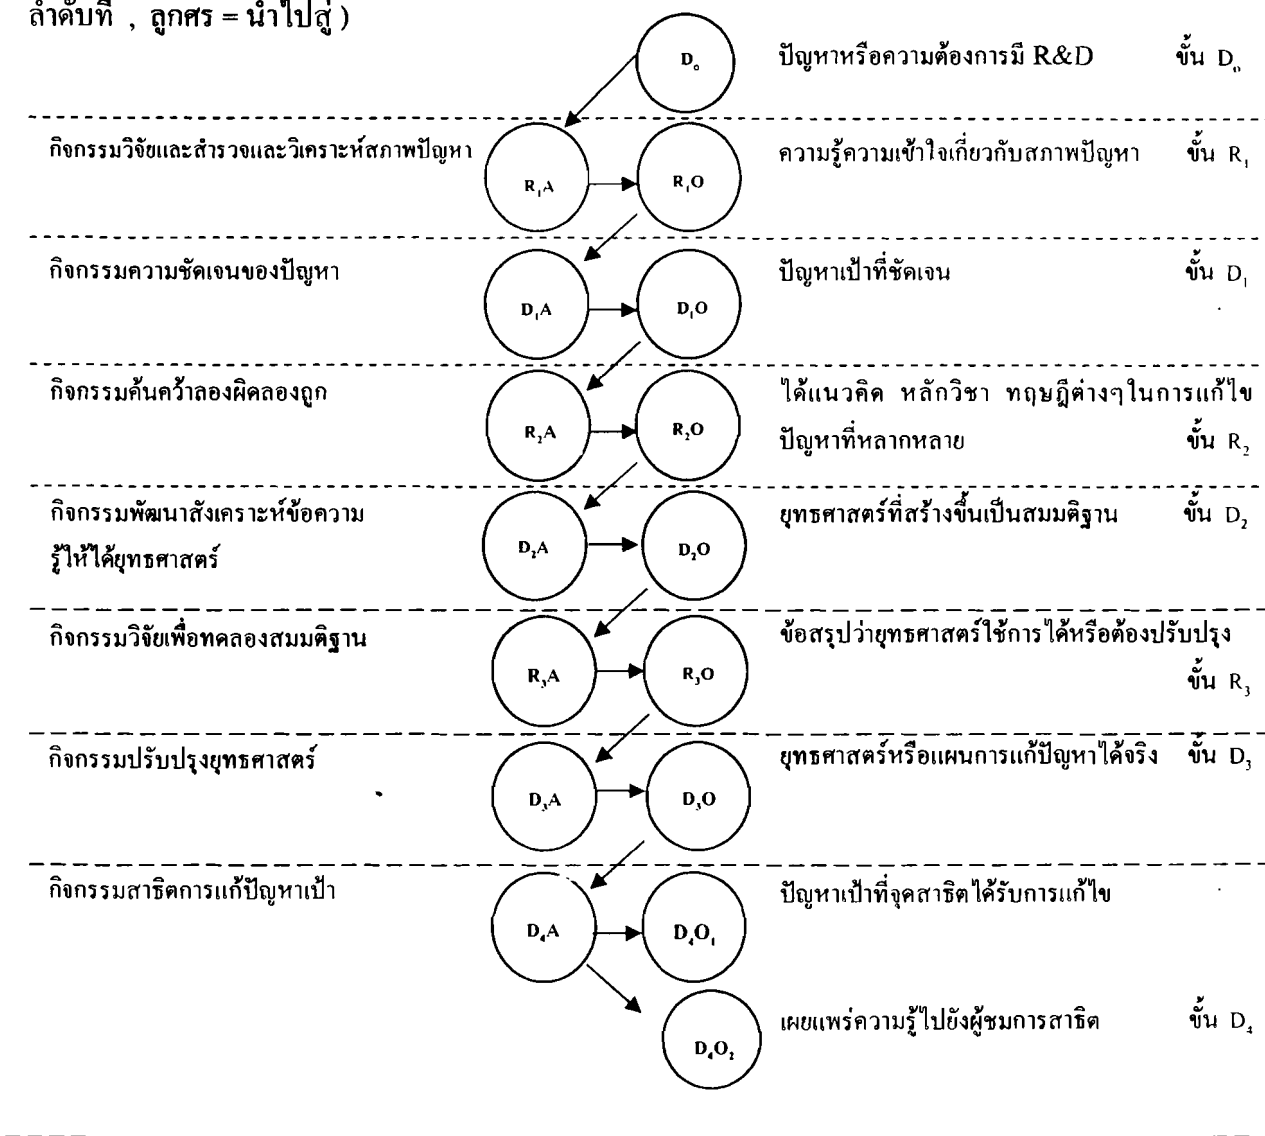 ลำดับที่ , ลูกศร = นำไปสู่ )
D₀ ปัญหาหรือความต้องการมี R&D ขั้น D₀
กิจกรรมวิจัยและสำรวจและวิเคราะห์สภาพปัญหา R₁A R₁O ความรู้ความเข้าใจเกี่ยวกับสภาพปัญหา ขั้น R₁
กิจกรรมความชัดเจนของปัญหา D₁A D₁O ปัญหาเป้าที่ชัดเจน ขั้น D₁
กิจกรรมค้นคว้าลองผิดลองถูก R₂A R₂O ได้แนวคิด หลักวิชา ทฤษฎีต่างๆในการแก้ไข
ปัญหาที่หลากหลาย ขั้น R₂
กิจกรรมพัฒนาสังเคราะห์ข้อความ D₂A D₂O ยุทธศาสตร์ที่สร้างขึ้นเป็นสมมติฐาน ขั้น D₂
รู้ให้ได้ยุทธศาสตร์
กิจกรรมวิจัยเพื่อทดลองสมมติฐาน R₃A R₃O ข้อสรุปว่ายุทธศาสตร์ใช้การได้หรือต้องปรับปรุง
ขั้น R₃
กิจกรรมปรับปรุงยุทธศาสตร์ D₃A D₃O ยุทธศาสตร์หรือแผนการแก้ปัญหาได้จริง ขั้น D₃
กิจกรรมสาธิตการแก้ปัญหาเป้า D₄A D₄O₁ ปัญหาเป้าที่จุดสาธิตได้รับการแก้ไข
D₄O₂ เผยแพร่ความรู้ไปยังผู้ชมการสาธิต ขั้น D₄